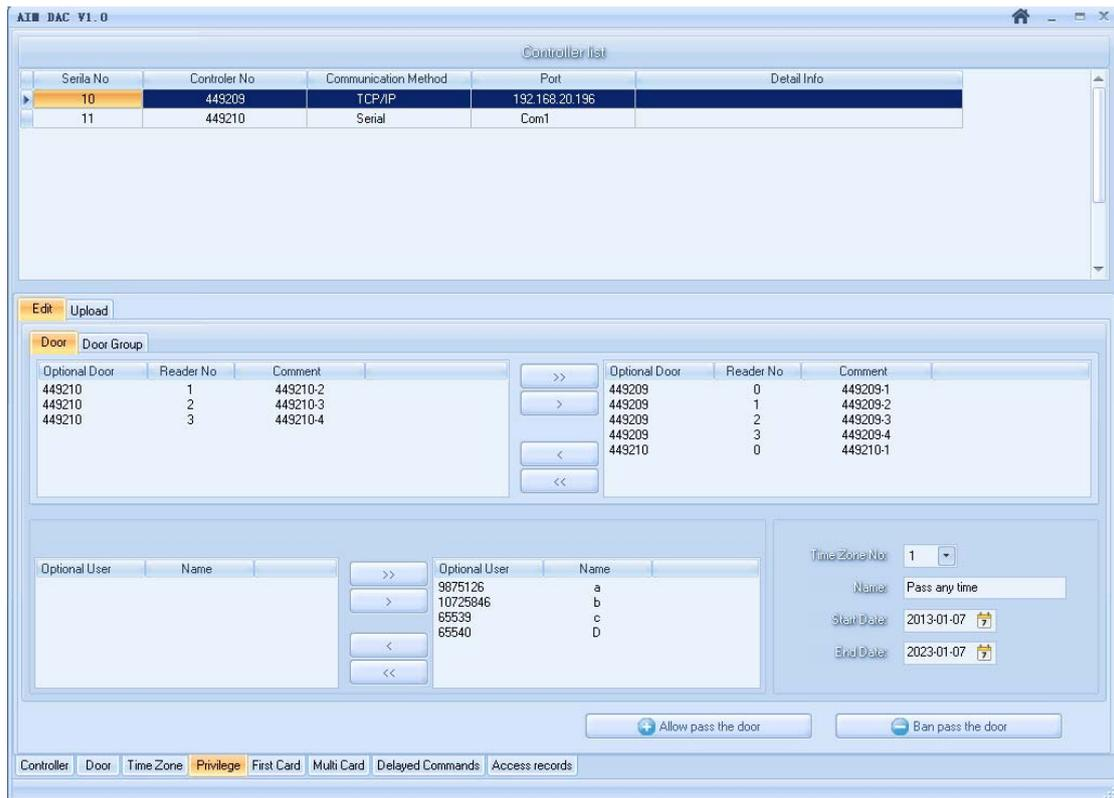 AIM DAC V1.0
Controller list
Serila No Controler No Communication Method Port Detail Info
10 449209 TCP/IP 192.168.20.196
11 449210 Serial Com1
Edit Upload
Door Door Group
Optional Door Reader No Comment
449210 1 449210-2
449210 2 449210-3
449210 3 449210-4
>>
>
<
<<
Optional Door Reader No Comment
449209 0 449209-1
449209 1 449209-2
449209 2 449209-3
449209 3 449209-4
449210 0 449210-1
Optional User Name
>>
>
<
<<
Optional User Name
9875126 a
10725846 b
65539 c
65540 D
Time Zone No: 1
Name: Pass any time
Start Date: 2013-01-07
End Date: 2023-01-07
Allow pass the door Ban pass the door
Controller Door Time Zone Privilege First Card Multi Card Delayed Commands Access records